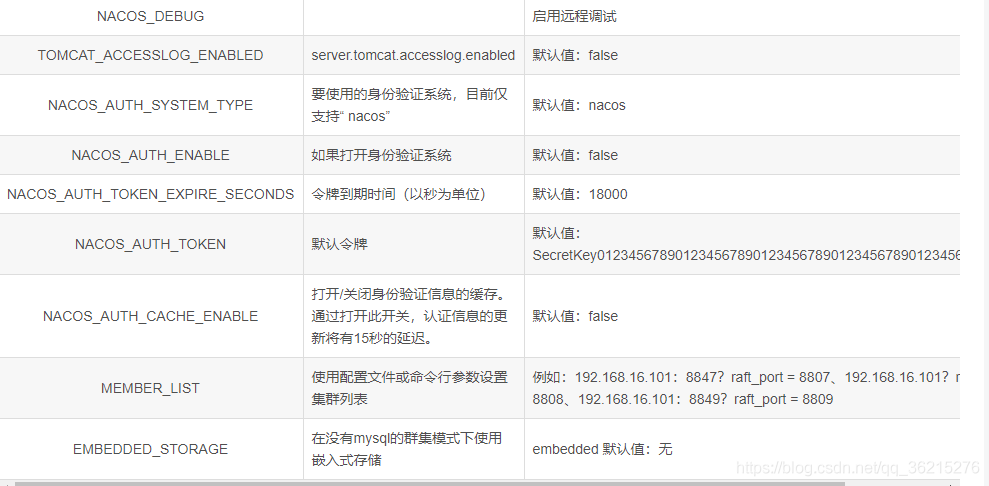 NACOS_DEBUG 启用远程调试
TOMCAT_ACCESSLOG_ENABLED server.tomcat.accesslog.enabled 默认值：false
NACOS_AUTH_SYSTEM_TYPE 要使用的身份验证系统，目前仅
支持“ nacos” 默认值：nacos
NACOS_AUTH_ENABLE 如果打开身份验证系统 默认值：false
NACOS_AUTH_TOKEN_EXPIRE_SECONDS 令牌到期时间（以秒为单位） 默认值：18000
NACOS_AUTH_TOKEN 默认令牌 默认值：
SecretKey01234567890123456789012345678901234567890123456
NACOS_AUTH_CACHE_ENABLE 打开/关闭身份验证信息的缓存。
通过打开此开关，认证信息的更
新将有15秒的延迟。 默认值：false
MEMBER_LIST 使用配置文件或命令行参数设置
集群列表 例如：192.168.16.101：8847？raft_port = 8807、192.168.16.101？
8808、192.168.16.101：8849？raft_port = 8809
EMBEDDED_STORAGE 在没有mysql的群集模式下使用
嵌入式存储 embedded 默认值：无
https://blog.csdn.net/qq_36215276